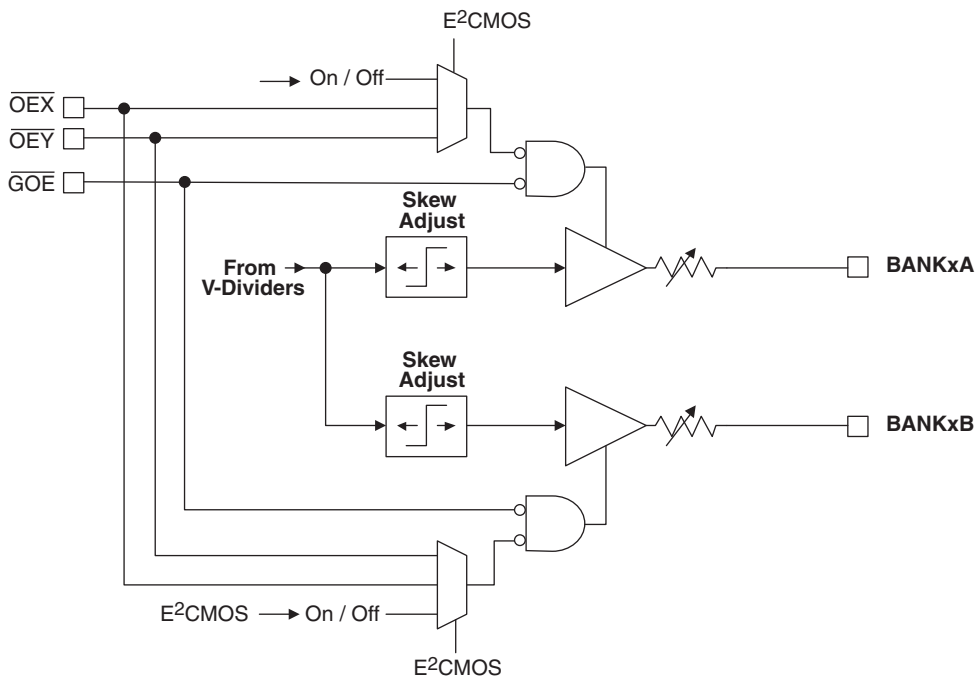 E²CMOS
On / Off
OEX
OEY
GOE
Skew
Adjust
From
V-Dividers
BANKxA
Skew
Adjust
BANKxB
E²CMOS
On / Off
E²CMOS